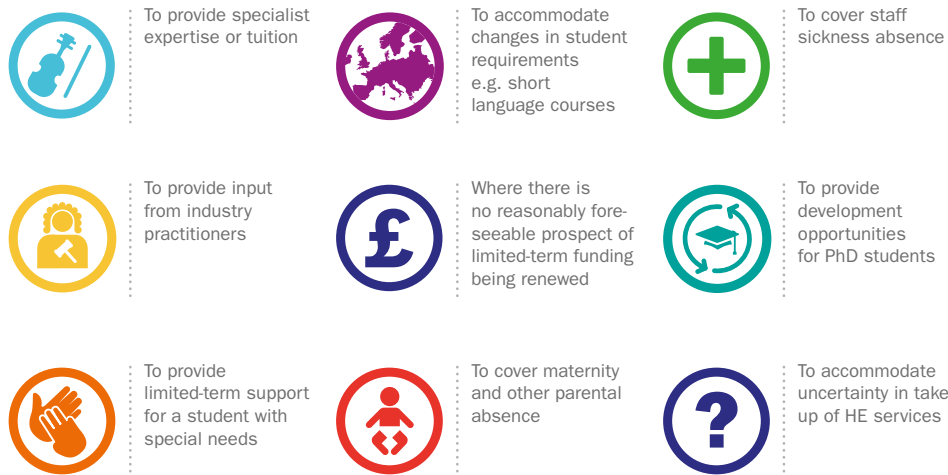 To provide specialist
expertise or tuition
To accommodate
changes in student
requirements
e.g. short
language courses
To cover staff
sickness absence
To provide input
from industry
practitioners
£
Where there is
no reasonably fore-
seeable prospect of
limited-term funding
being renewed
To provide
development
opportunities
for PhD students
To provide
limited-term support
for a student with
special needs
To cover maternity
and other parental
absence
?
To accommodate
uncertainty in take
up of HE services